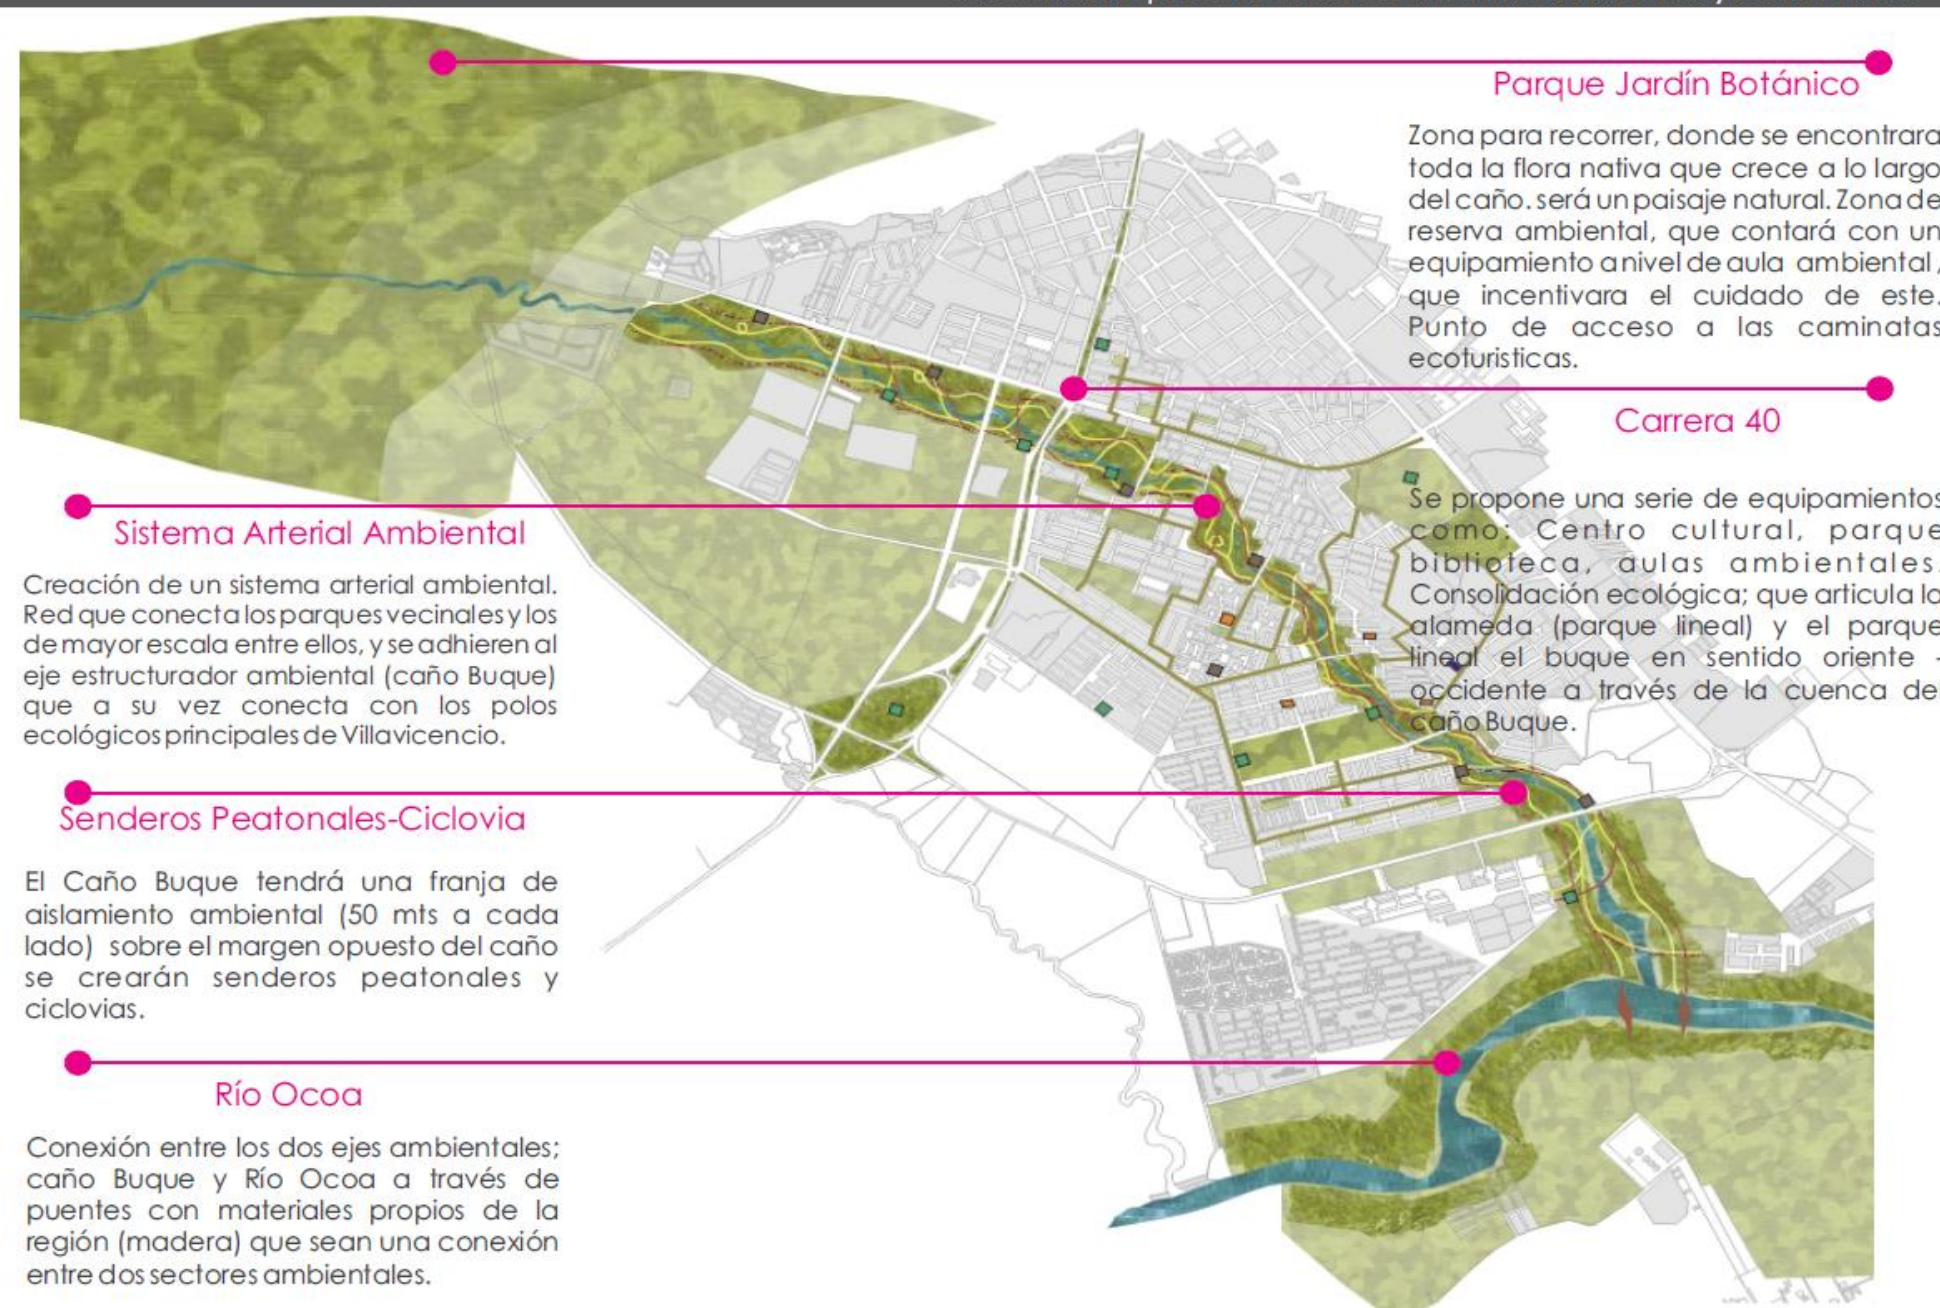 Parque Jardín Botánico
Zona para recorrer, donde se encontrara
toda la flora nativa que crece a lo largo
del caño. será un paisaje natural. Zona de
reserva ambiental, que contará con un
equipamiento a nivel de aula ambiental,
que incentivara el cuidado de este.
Punto de acceso a las caminatas
ecoturisticas.
Carrera 40
Se propone una serie de equipamientos
como: Centro cultural, parque
biblioteca, aulas ambientales.
Consolidación ecológica; que articula la
alameda (parque lineal) y el parque
lineal el buque en sentido oriente -
occidente a través de la cuenca del
caño Buque.
Sistema Arterial Ambiental
Creación de un sistema arterial ambiental.
Red que conecta los parques vecinales y los
de mayor escala entre ellos, y se adhieren al
eje estructurador ambiental (caño Buque)
que a su vez conecta con los polos
ecológicos principales de Villavicencio.
Senderos Peatonales-Ciclovia
El Caño Buque tendrá una franja de
aislamiento ambiental (50 mts a cada
lado) sobre el margen opuesto del caño
se crearán senderos peatonales y
ciclovias.
Río Ocoa
Conexión entre los dos ejes ambientales;
caño Buque y Río Ocoa a través de
puentes con materiales propios de la
región (madera) que sean una conexión
entre dos sectores ambientales.